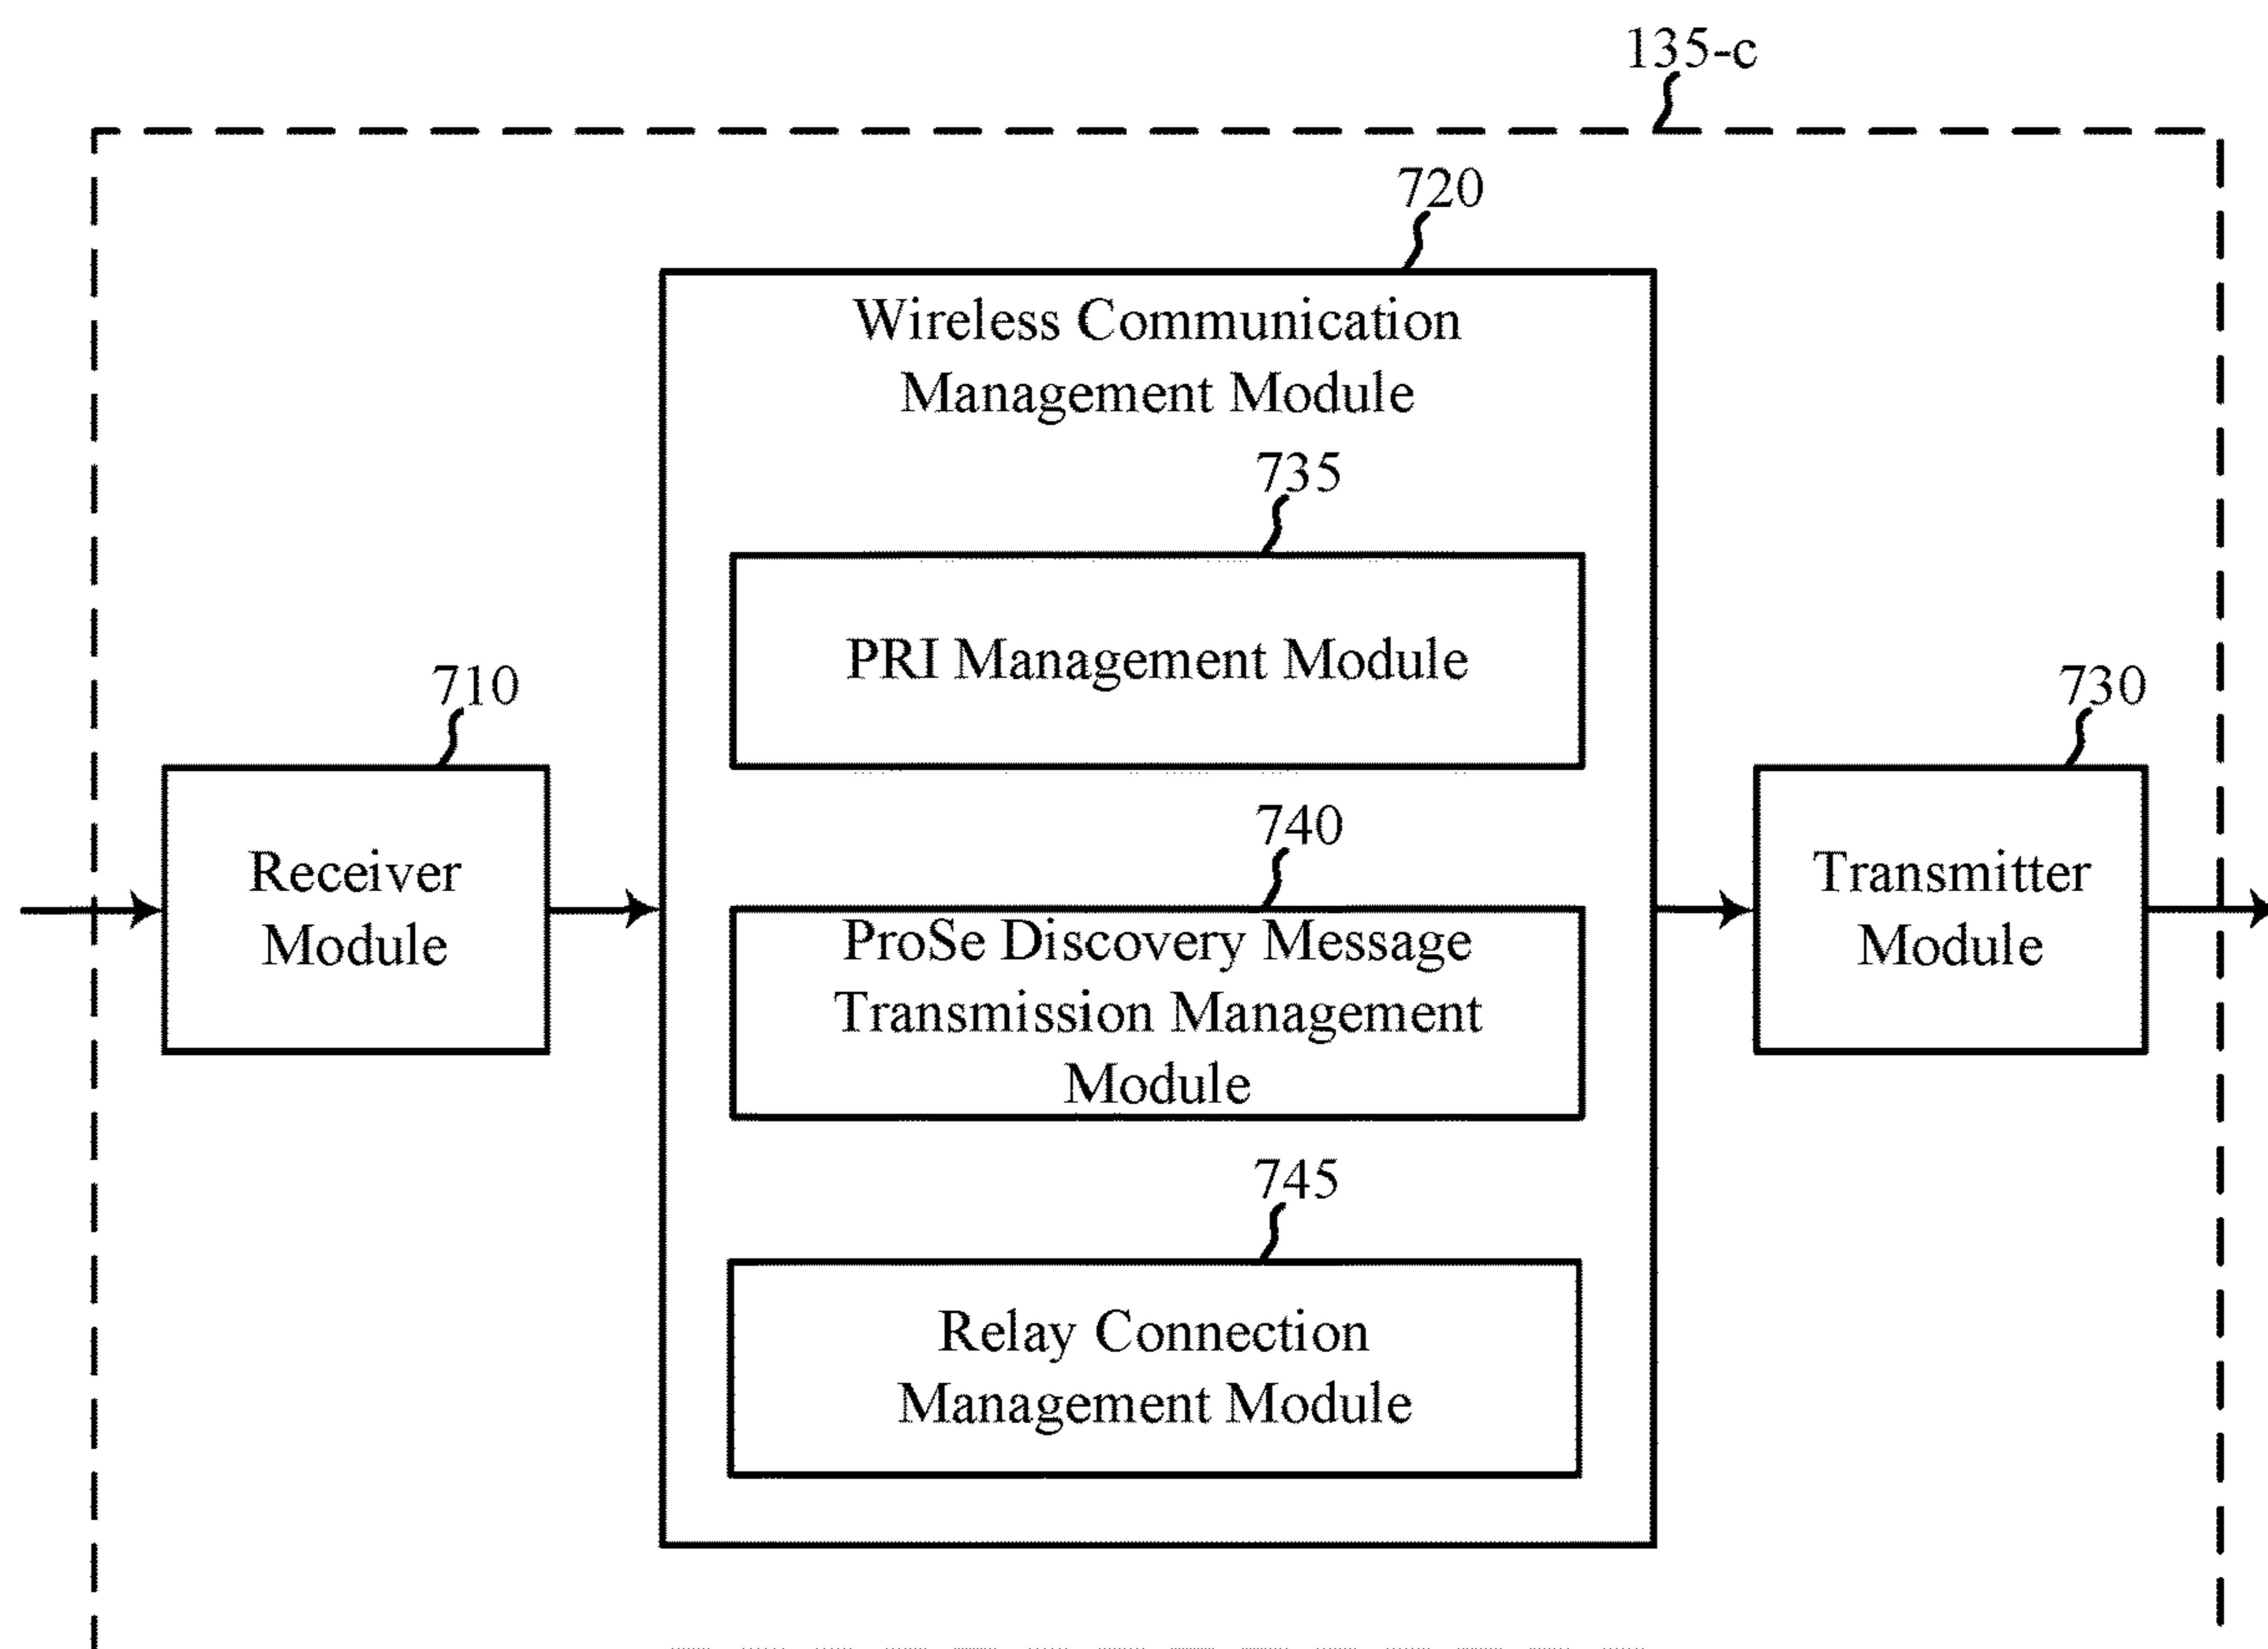 135-c
720
Wireless Communication
Management Module
735
PRI Management Module
710
Receiver
Module
740
ProSe Discovery Message
Transmission Management
Module
730
Transmitter
Module
745
Relay Connection
Management Module